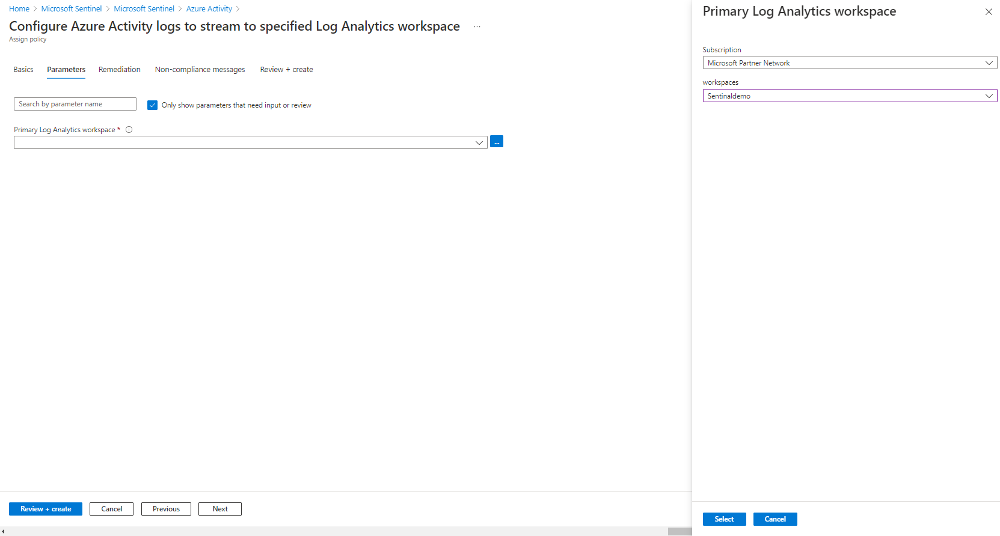 Home > Microsoft Sentinel > Microsoft Sentinel > Azure Activity >
Configure Azure Activity logs to stream to specified Log Analytics workspace ...
Assign policy
Basics Parameters Remediation Non-compliance messages Review + create
Search by parameter name Only show parameters that need input or review
Primary Log Analytics workspace *
...
Review + create Cancel Previous Next
Primary Log Analytics workspace
Subscription
Microsoft Partner Network
workspaces
Sentinaldemo
Select Cancel